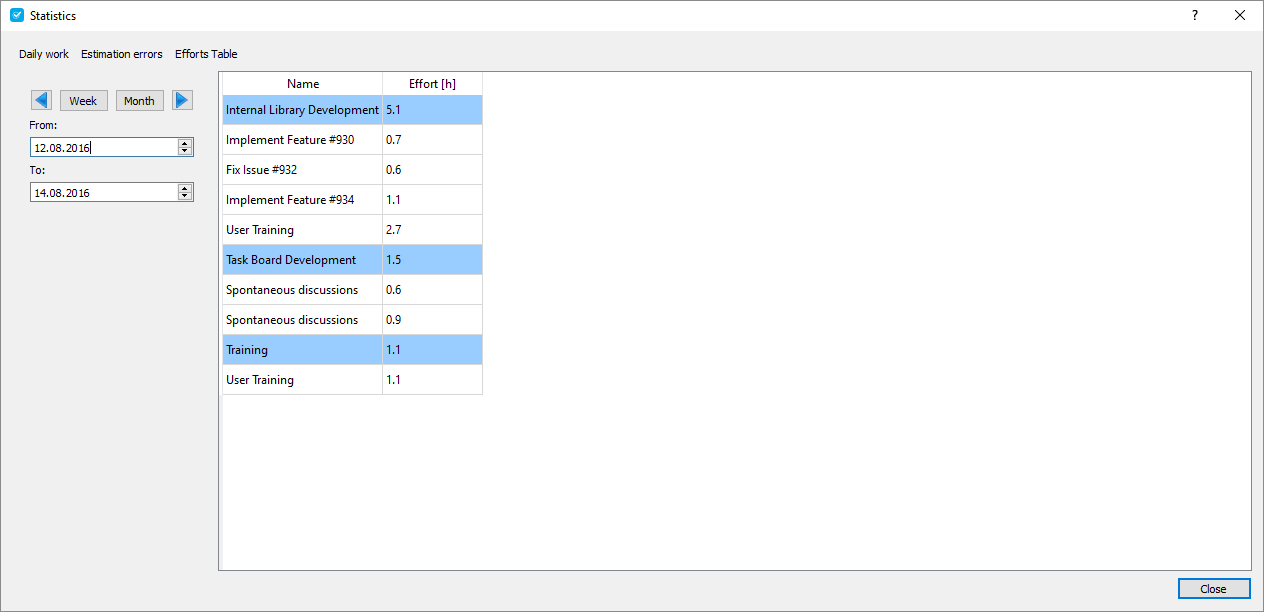 Statistics
?
Daily work Estimation errors Efforts Table
Week Month
From:
12.08.2016
To:
14.08.2016
Name Effort [h]
Internal Library Development 5.1
Implement Feature #930 0.7
Fix Issue #932 0.6
Implement Feature #934 1.1
User Training 2.7
Task Board Development 1.5
Spontaneous discussions 0.6
Spontaneous discussions 0.9
Training 1.1
User Training 1.1
Close